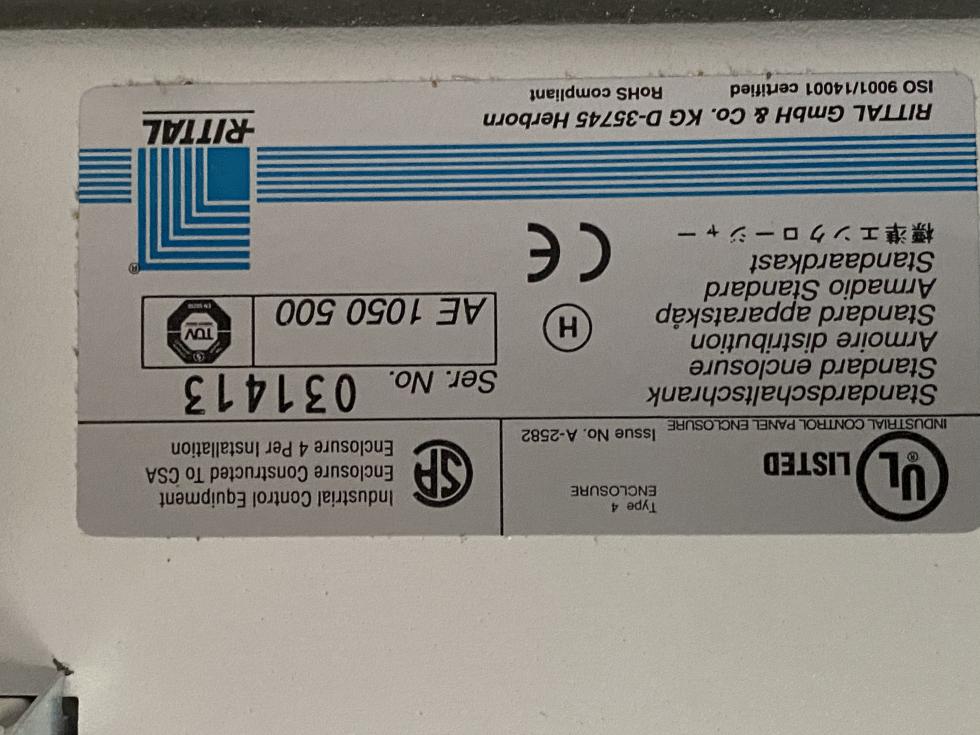 UL® LISTED
Type 4
ENCLOSURE
INDUSTRIAL CONTROL PANEL ENCLOSURE
Issue No. A-2582
SA
Industrial Control Equipment
Enclosure Constructed To CSA
Enclosure 4 Per Installation
Standardschaltschrank
Standard enclosure
Armoire distribution
Standard apparatskåp
Armadio Standard
Standaardkast
標準エンクロージャー
H
CE
Ser. No. 031413
AE 1050 500
TÜV
®
RITTAL
RITTAL GmbH & Co. KG D-35745 Herborn
ISO 9001/14001 certified RoHS compliant